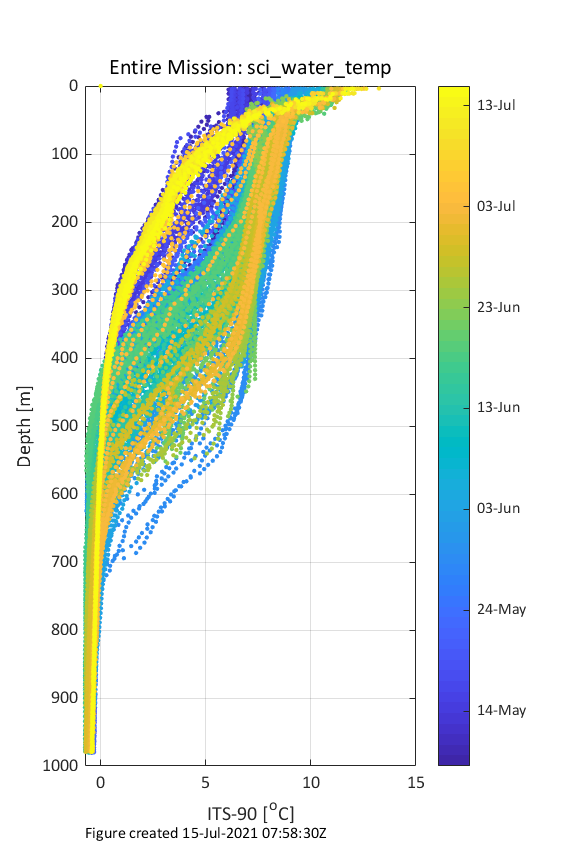 Entire Mission: sci_water_temp
0
100
200
300
400
500
600
700
800
900
1000
Depth [m]
0 5 10 15
ITS-90 [°C]
Figure created 15-Jul-2021 07:58:30Z
13-Jul
03-Jul
23-Jun
13-Jun
03-Jun
24-May
14-May